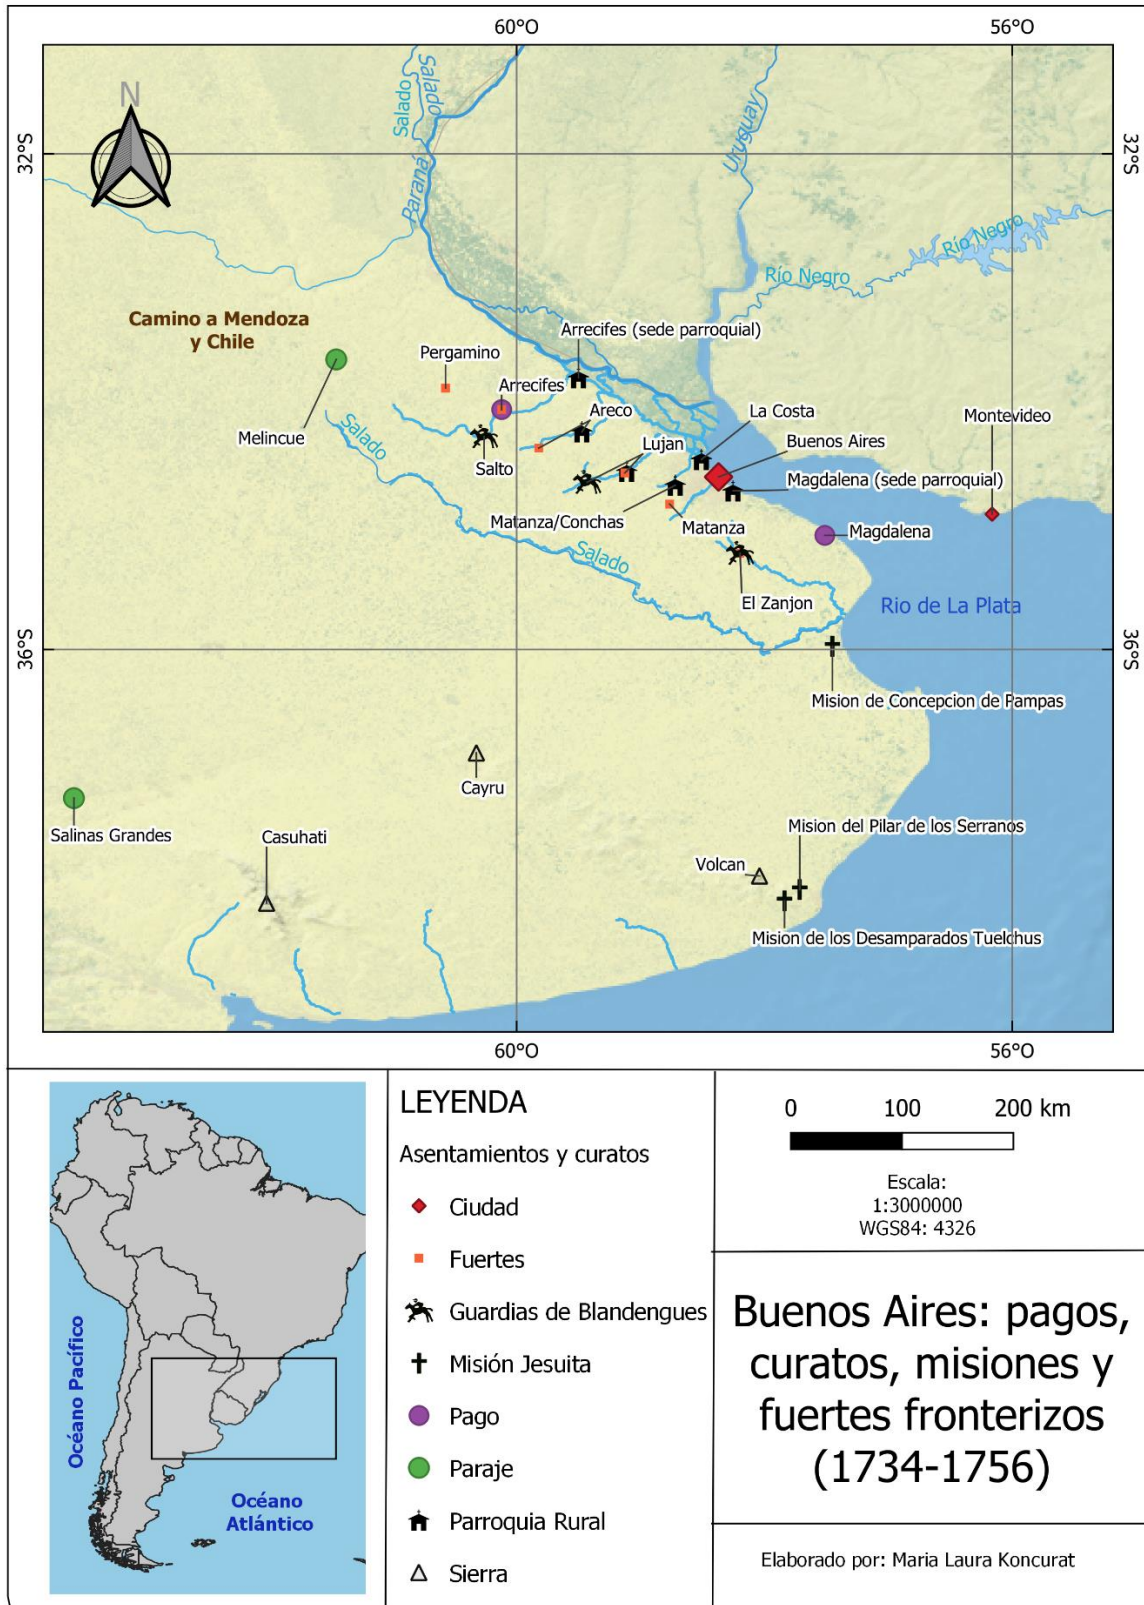 60°O
56°O
32°S
32°S
N
Salado
Salado
Paraná
Uruguay
Río Negro
Río Negro
Camino a Mendoza
y Chile
Arrecifes (sede parroquial)
Pergamino
Arrecifes
Melincue
Areco
La Costa
Montevideo
Salado
Salto
Lujan
Buenos Aires
Magdalena (sede parroquial)
Matanza/Conchas
Matanza
Magdalena
Salado
El Zanjon
Rio de La Plata
36°S
36°S
Mision de Concepcion de Pampas
Cayru
Salinas Grandes
Casuhati
Mision del Pilar de los Serranos
Volcan
Mision de los Desamparados Tuelchus
60°O
56°O
Océano Pacífico
Océano
Atlántico
LEYENDA
Asentamientos y curatos
Ciudad
Fuertes
Guardias de Blandengues
Misión Jesuita
Pago
Paraje
Parroquia Rural
Sierra
0 100 200 km
Escala:
1:3000000
WGS84: 4326
Buenos Aires: pagos,
curatos, misiones y
fuertes fronterizos
(1734-1756)
Elaborado por: Maria Laura Koncurat